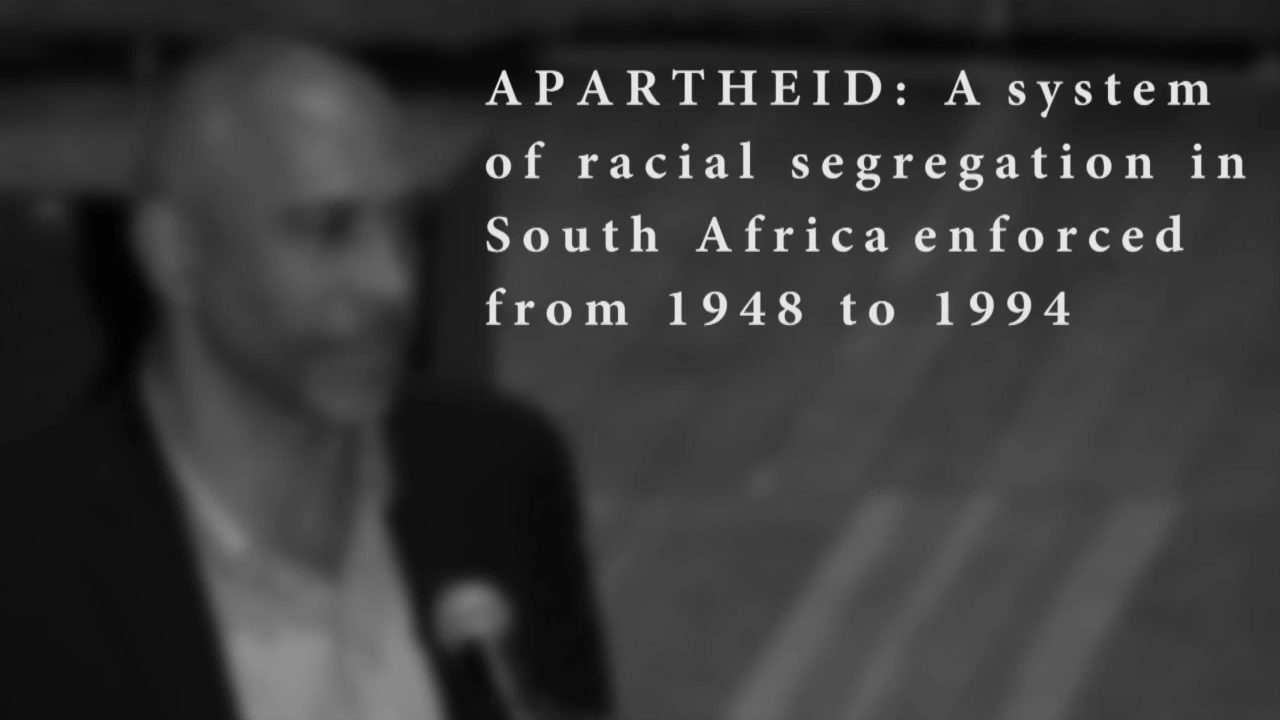 APARTHEID: A system
of racial segregation in
South Africa enforced
from 1948 to 1994